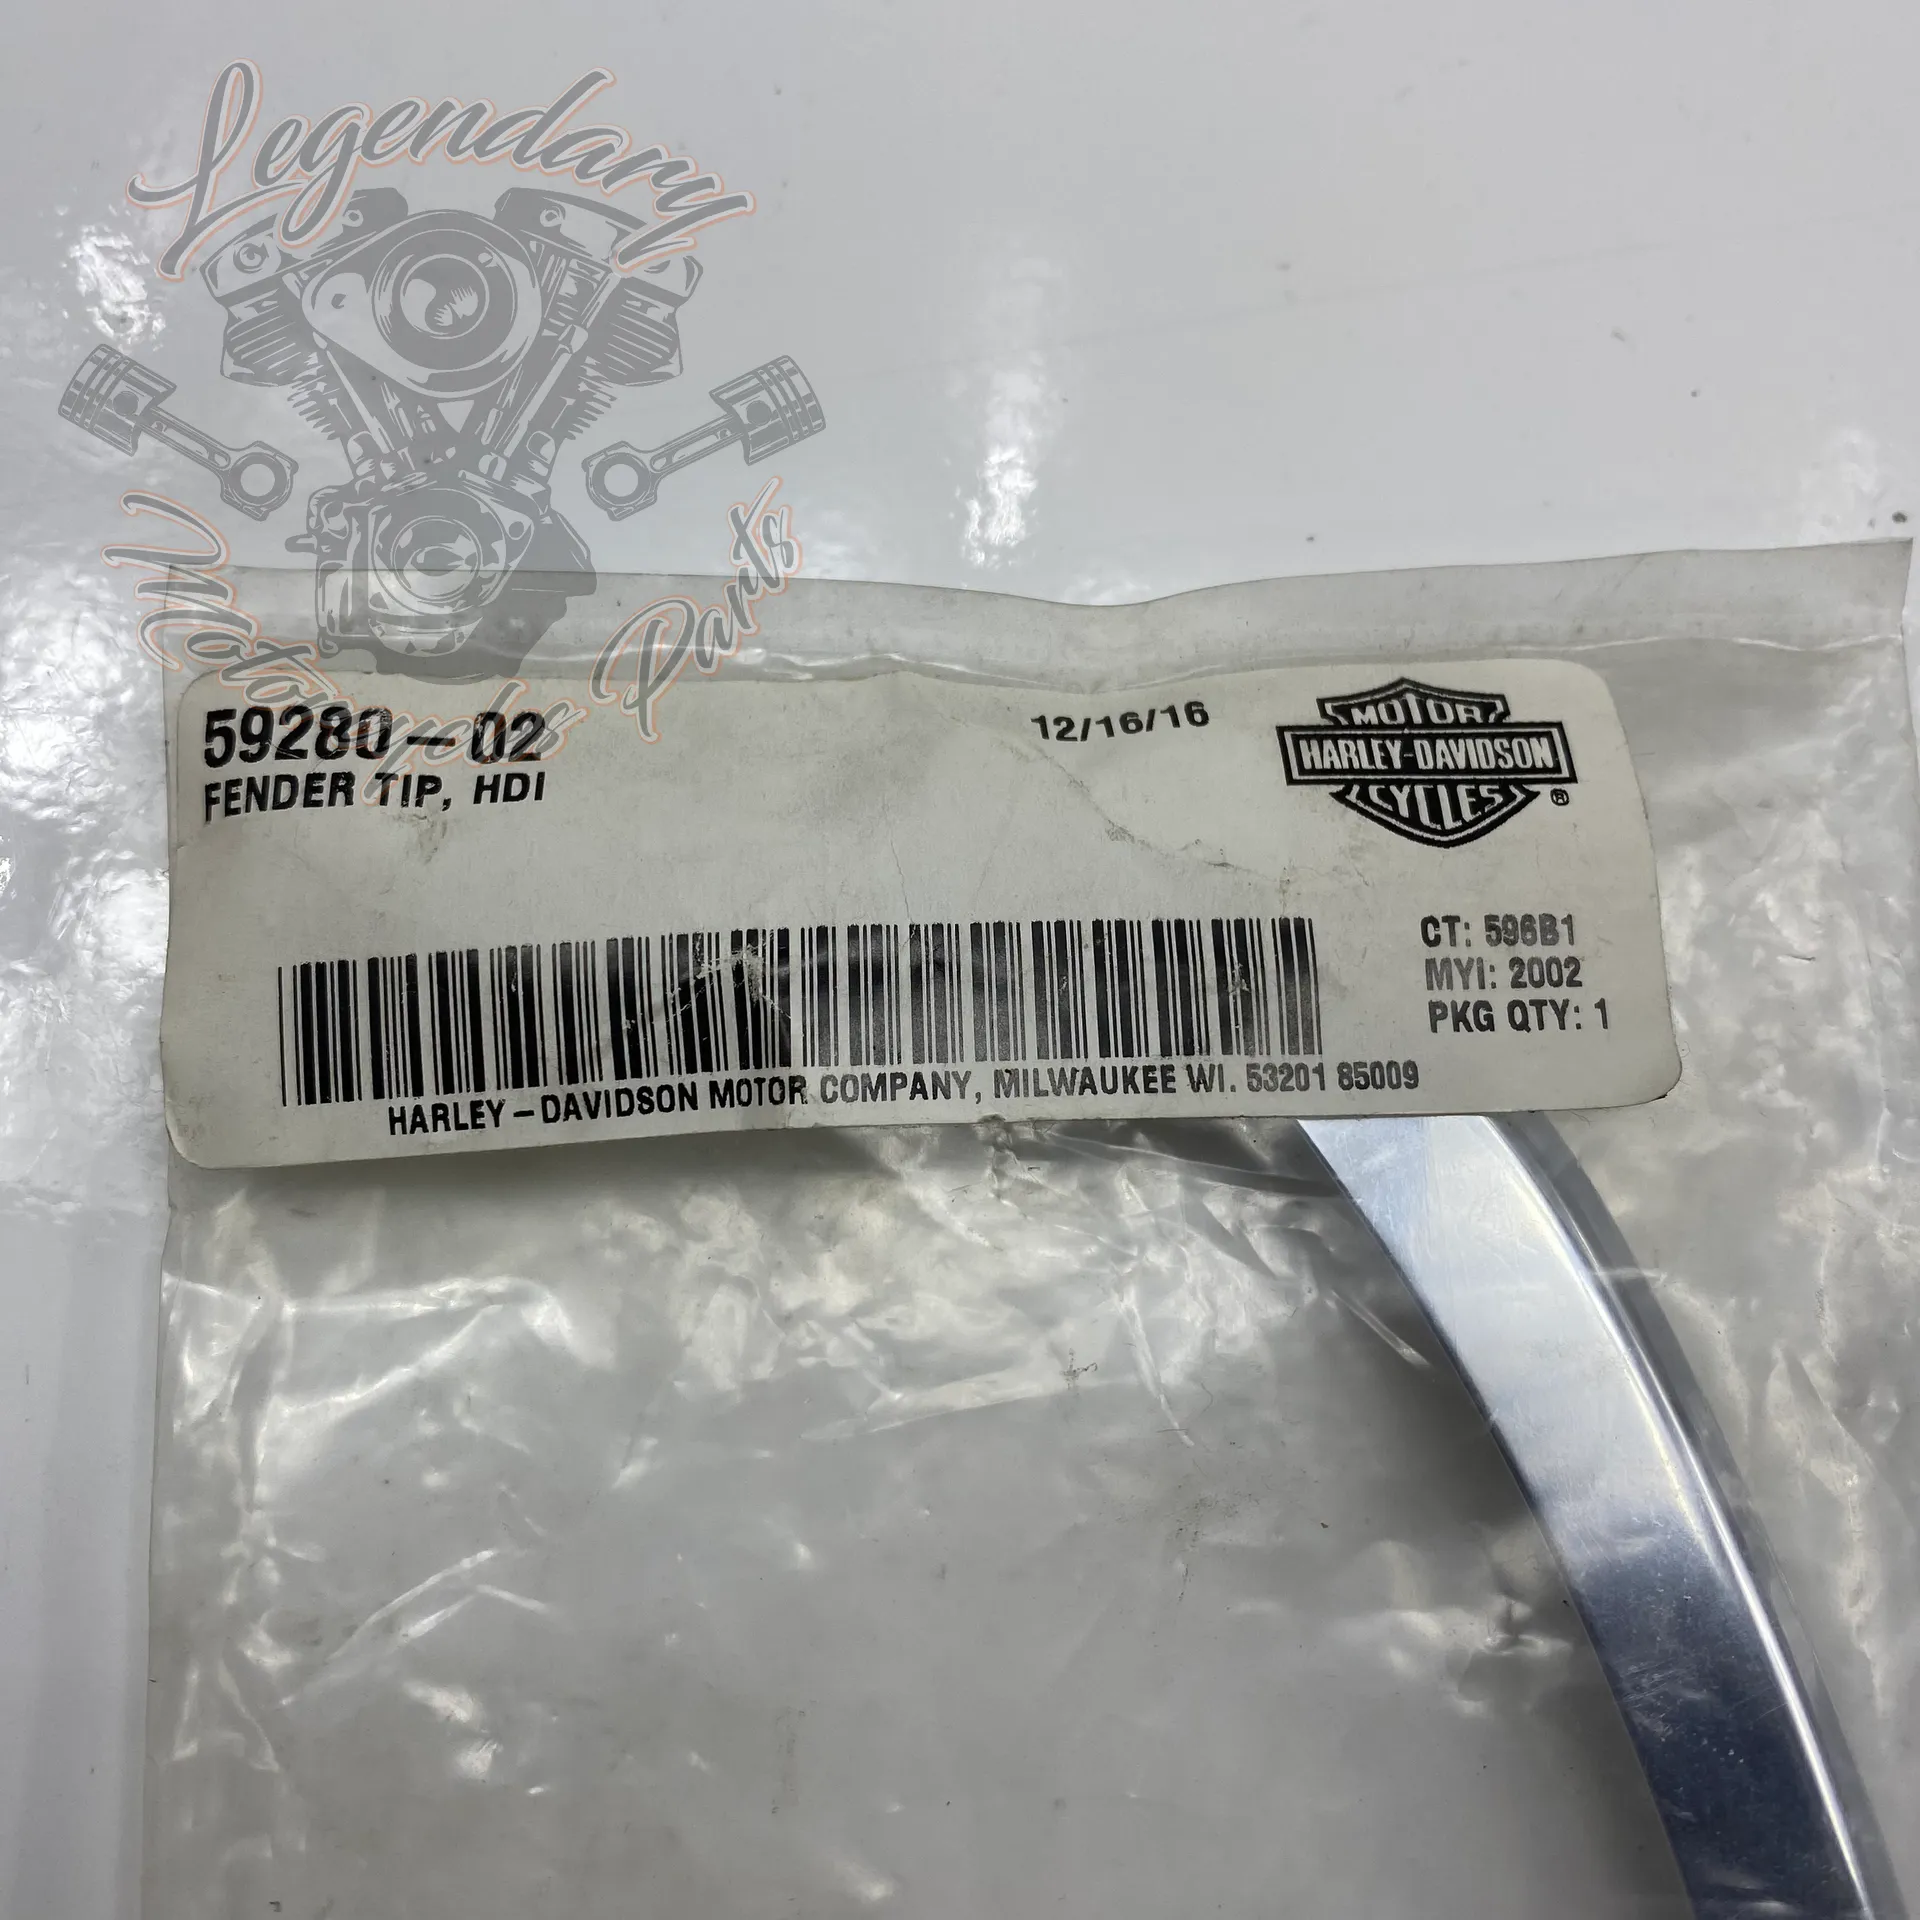 Legendary
Motorcycles Parts
59280-02
FENDER TIP, HDI
12/16/16
MOTOR
HARLEY-DAVIDSON
CYCLES
®
CT: 596B1
MYI: 2002
PKG QTY: 1
HARLEY-DAVIDSON MOTOR COMPANY, MILWAUKEE WI. 53201 85009